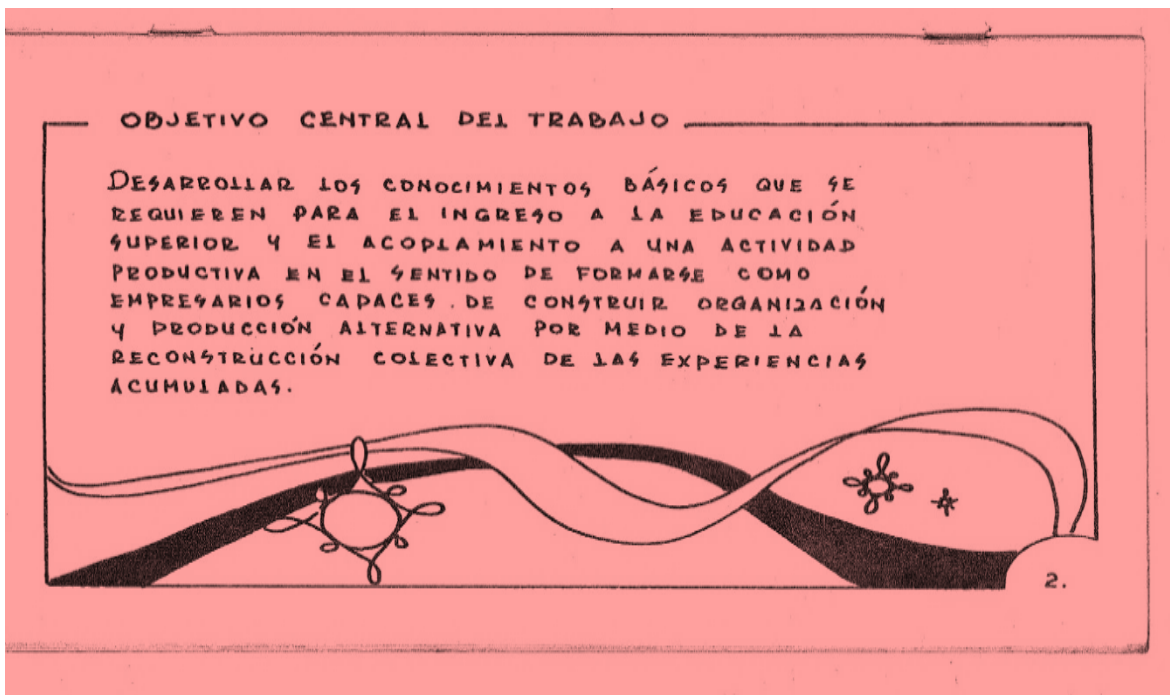 OBJETIVO CENTRAL DEL TRABAJO
DESARROLLAR LOS CONOCIMIENTOS BÁSICOS QUE SE
REQUIEREN PARA EL INGRESO A LA EDUCACIÓN
SUPERIOR Y EL ACOPLAMIENTO A UNA ACTIVIDAD
PRODUCTIVA EN EL SENTIDO DE FORMARSE COMO
EMPRESARIOS CAPACES DE CONSTRUIR ORGANIZACIÓN
Y PRODUCCIÓN ALTERNATIVA POR MEDIO DE LA
RECONSTRUCCIÓN COLECTIVA DE LAS EXPERIENCIAS
ACUMULADAS.
2.